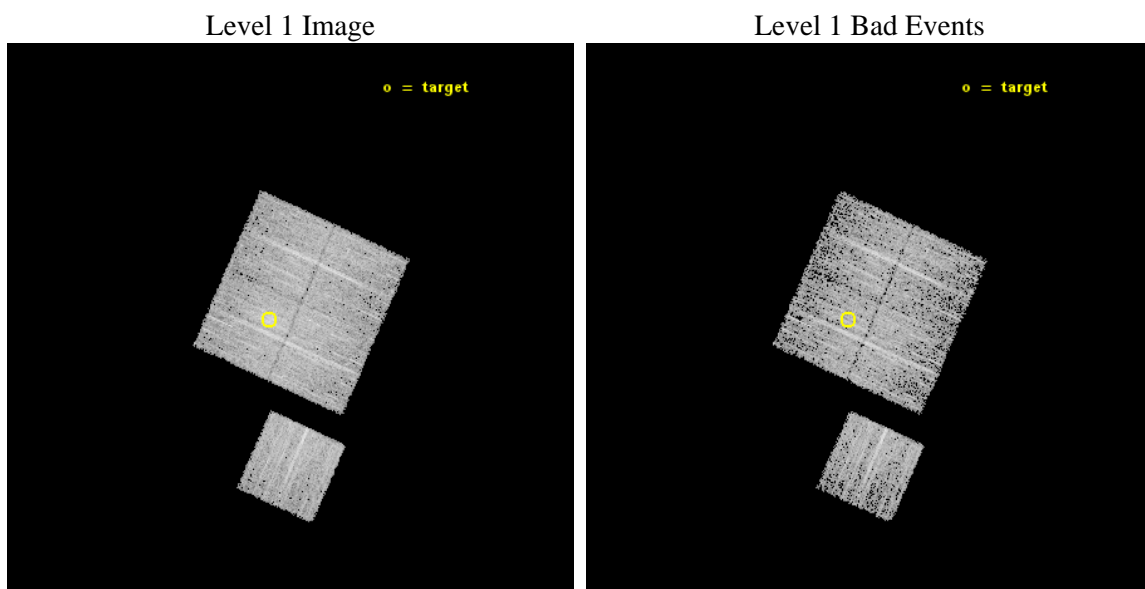 Level 1 Image
Level 1 Bad Events
o = target
o = target